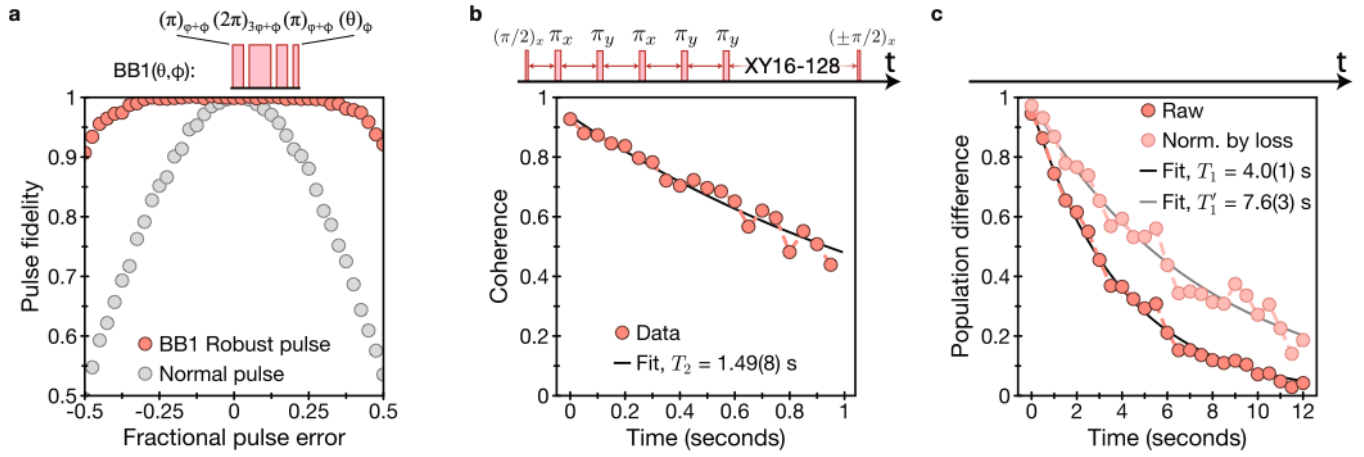 a
(π)φ+ϕ (2π)3φ+ϕ (π)φ+ϕ (θ)ϕ
BB1(θ,ϕ):
1
0.9
0.8
0.7
0.6
0.5
-0.5 -0.25 0 0.25 0.5
Pulse fidelity
Fractional pulse error
BB1 Robust pulse
Normal pulse
b
(π/2)x πx πy πx πy πy (±π/2)x
XY16-128
t
1
0.8
0.6
0.4
0.2
0
0 0.2 0.4 0.6 0.8 1
Coherence
Time (seconds)
Data
Fit, T2 = 1.49(8) s
c
t
1
0.8
0.6
0.4
0.2
0
0 2 4 6 8 10 12
Population difference
Time (seconds)
Raw
Norm. by loss
Fit, T1 = 4.0(1) s
Fit, T1′ = 7.6(3) s